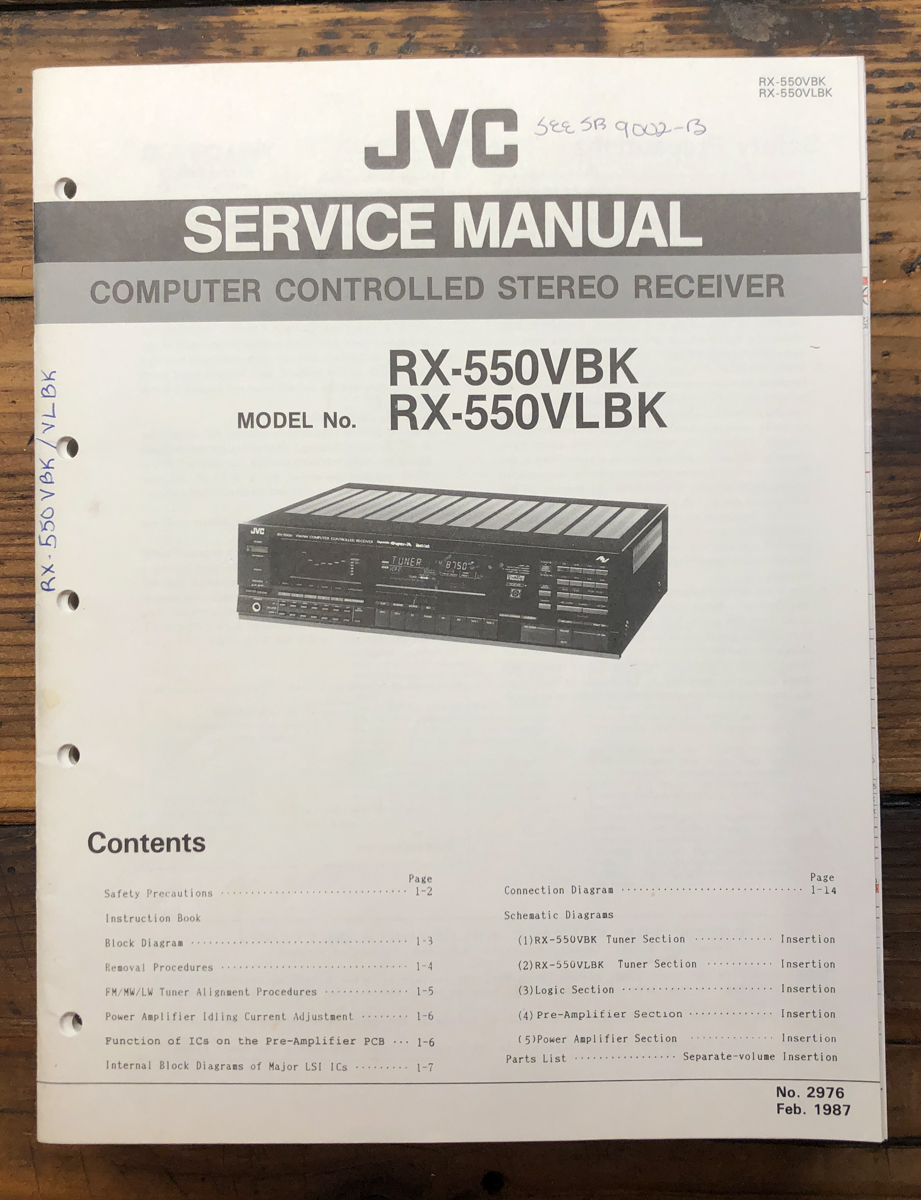 RX-550VBK
RX-550VLBK
JVC
SEE SB 9002-B
SERVICE MANUAL
COMPUTER CONTROLLED STEREO RECEIVER
RX-550VBK
MODEL No. RX-550VLBK
RX-550VBK/VLBK
JVC
COMPUTER CONTROLLED RECEIVER
TUNER
8750
Contents
Page
Safety Precautions ······························ 1-2
Instruction Book
Block Diagram ··································· 1-3
Removal Procedures ······························ 1-4
FM/MW/LW Tuner Alignment Procedures ·············· 1-5
Power Amplifier Idling Current Adjustment ········ 1-6
Function of ICs on the Pre-Amplifier PCB ··· 1-6
Internal Block Diagrams of Major LSI ICs ········· 1-7
Page
Connection Diagram ····························· 1-14
Schematic Diagrams
(1)RX-550VBK Tuner Section ············· Insertion
(2)RX-550VLBK Tuner Section ··········· Insertion
(3)Logic Section ························· Insertion
(4)Pre-Amplifier Section ·············· Insertion
(5)Power Amplifier Section ·············· Insertion
Parts List ················· Separate-volume Insertion
No. 2976
Feb. 1987